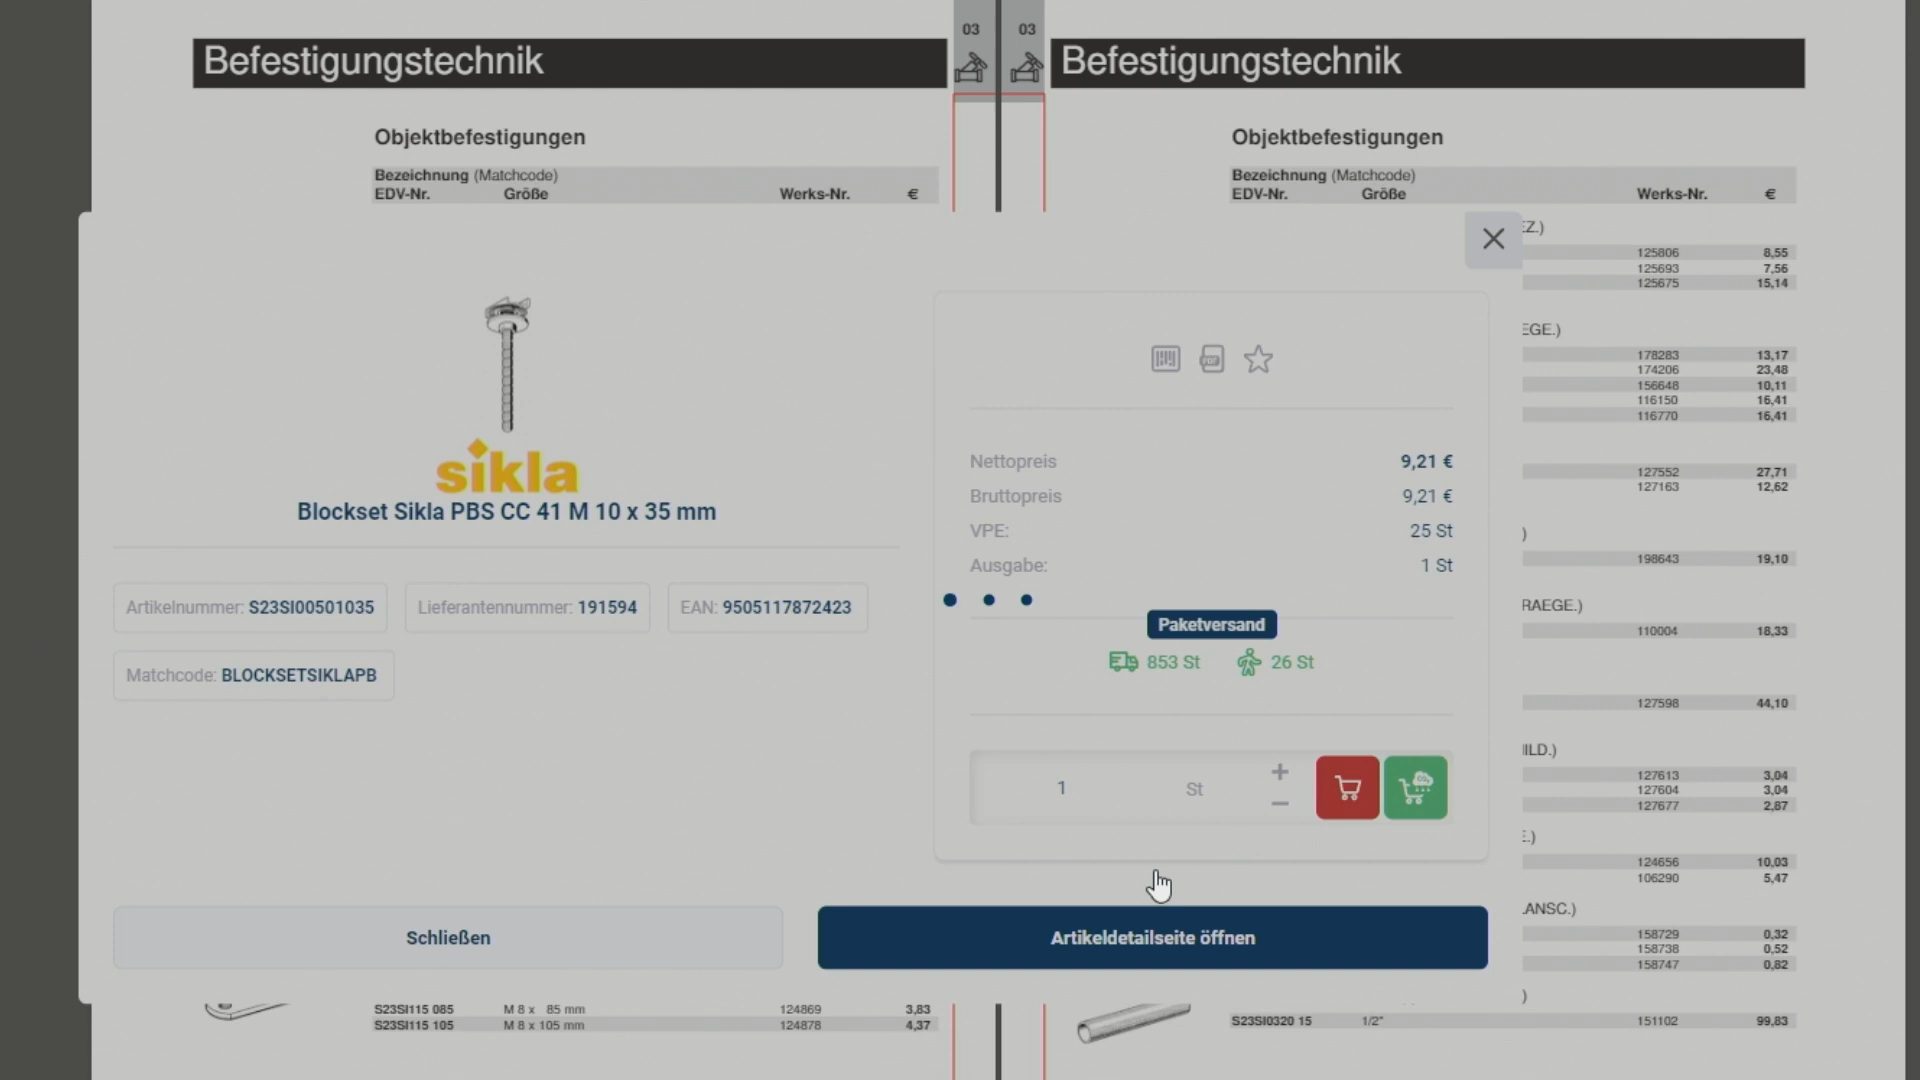 03 03
Befestigungstechnik Befestigungstechnik
Objektbefestigungen Objektbefestigungen
Bezeichnung (Matchcode) Bezeichnung (Matchcode)
EDV-Nr. Größe Werks-Nr. € EDV-Nr. Größe Werks-Nr. €
EZ.)
125806 8,55
125693 7,56
125675 15,14
EGE.)
178283 13,17
174206 23,48
156648 10,11
116150 16,41
116770 16,41
127552 27,71
127163 12,62
)
198643 19,10
RAEGE.)
110004 18,33
127598 44,10
ILD.)
127613 3,04
127604 3,04
127677 2,87
E.)
124656 10,03
106290 5,47
ANSC.)
158729 0,32
158738 0,52
158747 0,82
)
sikla
Blockset Sikla PBS CC 41 M 10 x 35 mm
Artikelnummer: S23SI00501035
Lieferantennummer: 191594
EAN: 9505117872423
Matchcode: BLOCKSETSIKLAPB
PDF
Nettopreis 9,21 €
Bruttopreis 9,21 €
VPE: 25 St
Ausgabe: 1 St
Paketversand
853 St 26 St
1 St + −
Schließen
Artikeldetailseite öffnen
S23SI115 085 M 8 x 85 mm 124869 3,83
S23SI115 105 M 8 x 105 mm 124878 4,37
S23SI0320 15 1/2" 151102 99,83